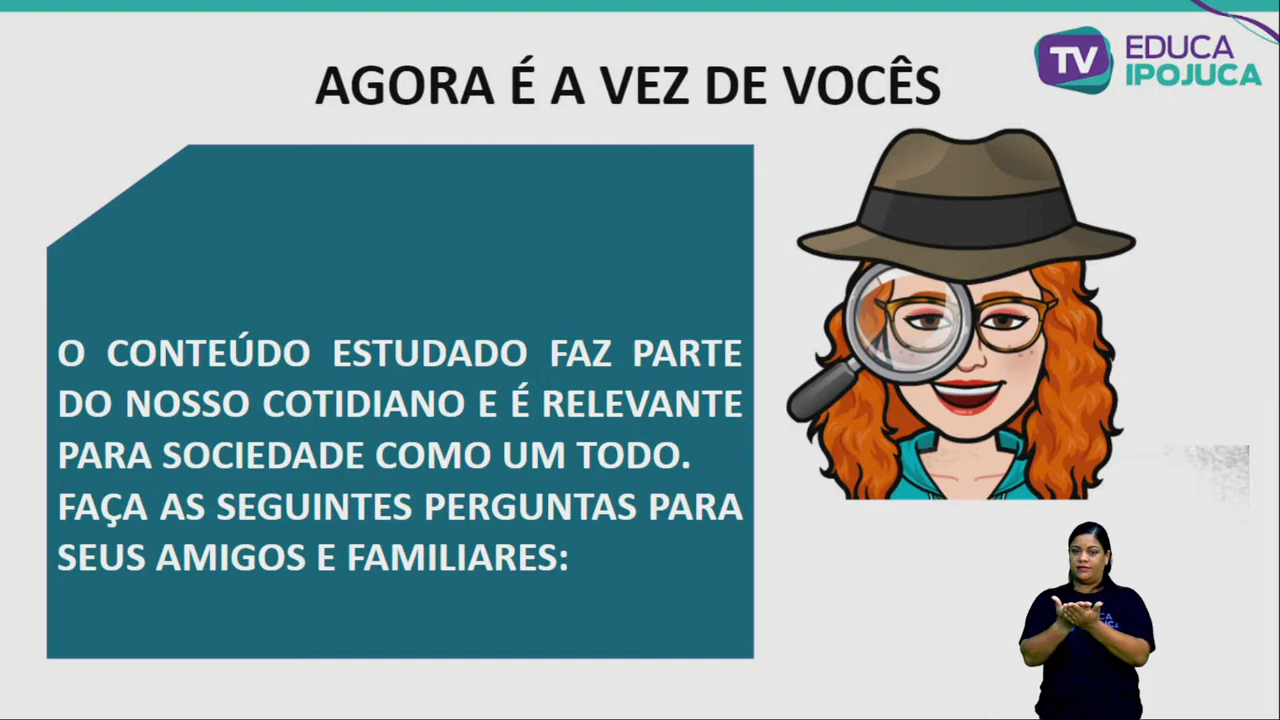 AGORA É A VEZ DE VOCÊS
TV EDUCA
IPOJUCA
O CONTEÚDO ESTUDADO FAZ PARTE
DO NOSSO COTIDIANO E É RELEVANTE
PARA SOCIEDADE COMO UM TODO.
FAÇA AS SEGUINTES PERGUNTAS PARA
SEUS AMIGOS E FAMILIARES: